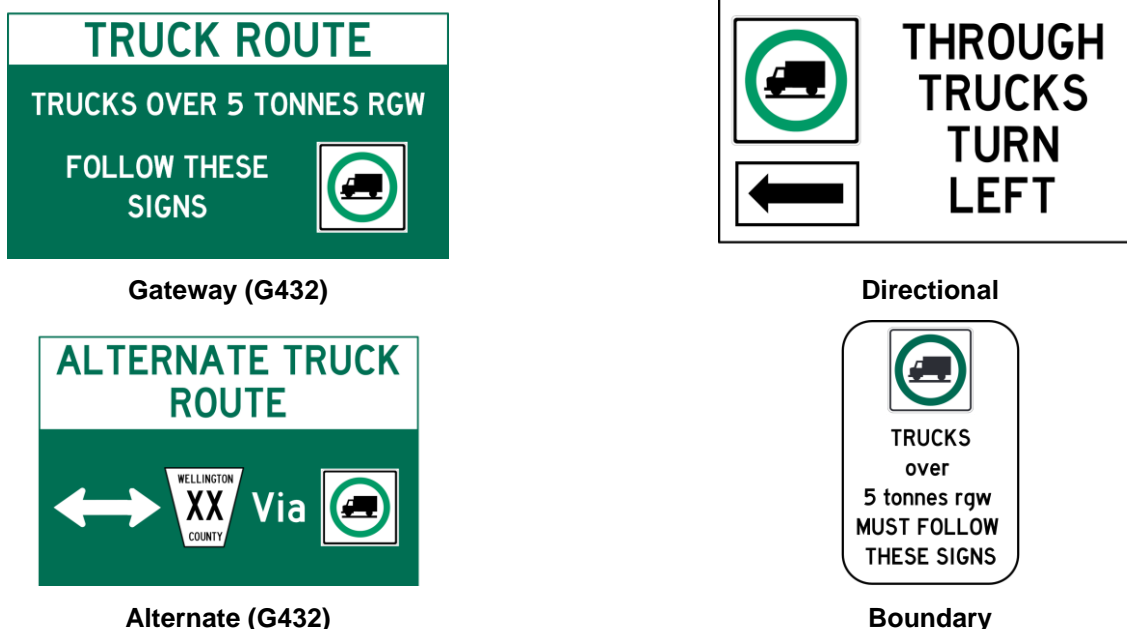 TRUCK ROUTE
TRUCKS OVER 5 TONNES RGW
FOLLOW THESE
SIGNS
Gateway (G432)
THROUGH
TRUCKS
TURN
LEFT
Directional
ALTERNATE TRUCK
ROUTE
WELLINGTON
XX
COUNTY
Via
Alternate (G432)
TRUCKS
over
5 tonnes rgw
MUST FOLLOW
THESE SIGNS
Boundary